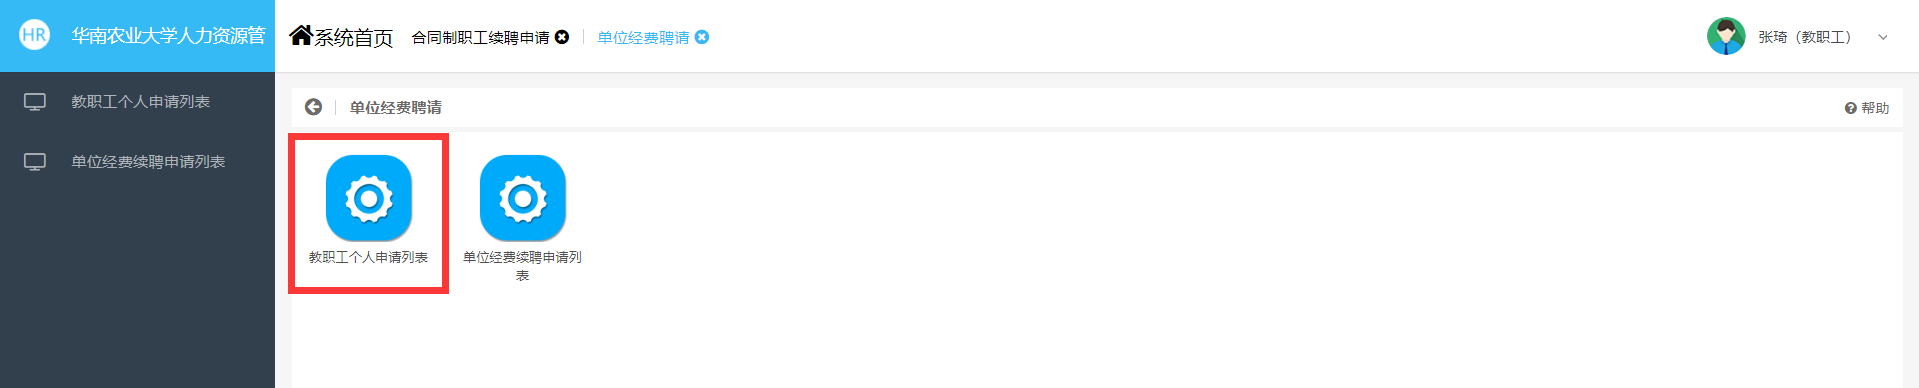 HR 华南农业大学人力资源管
系统首页 合同制职工续聘申请 单位经费聘请 张琦（教职工）
教职工个人申请列表
单位经费续聘申请列表
单位经费聘请 帮助
教职工个人申请列表
单位经费续聘申请列
表